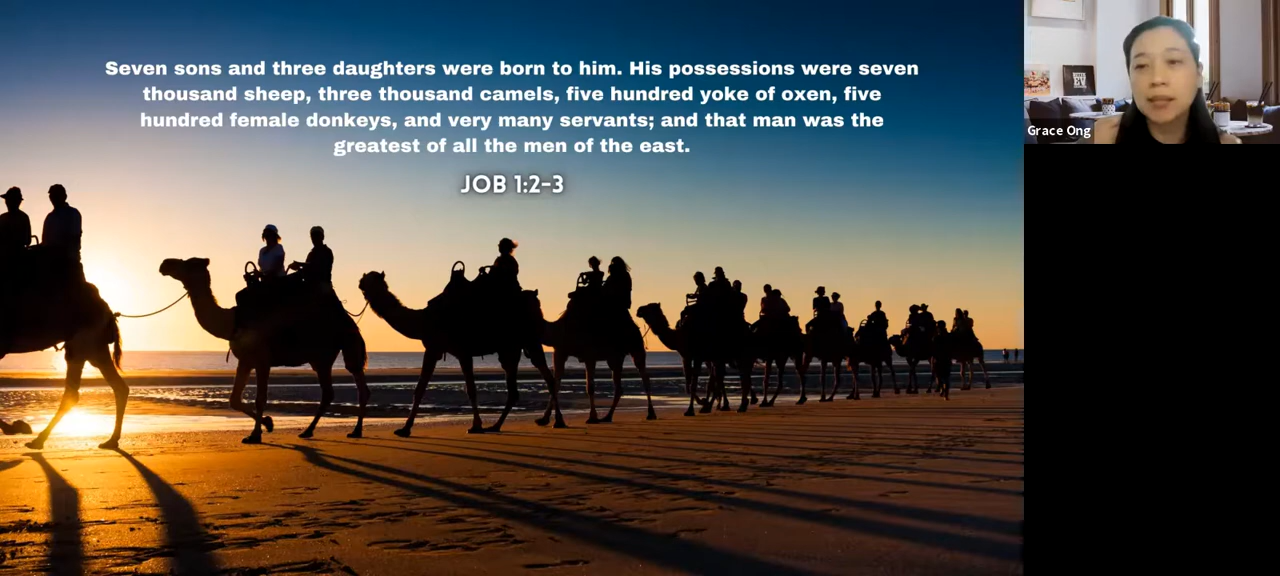 Seven sons and three daughters were born to him. His possessions were seven
thousand sheep, three thousand camels, five hundred yoke of oxen, five
hundred female donkeys, and very many servants; and that man was the
greatest of all the men of the east.
JOB 1:2-3
Grace Ong